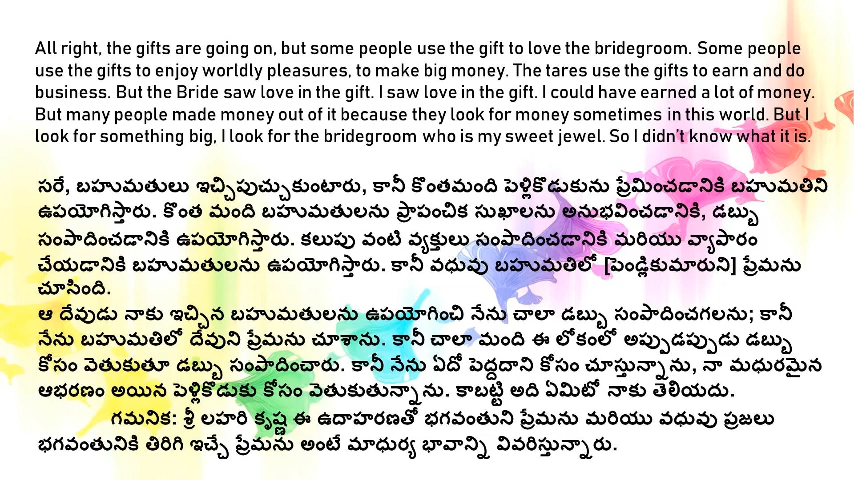 All right, the gifts are going on, but some people use the gift to love the bridegroom. Some people
use the gifts to enjoy worldly pleasures, to make big money. The tares use the gifts to earn and do
business. But the Bride saw love in the gift. I saw love in the gift. I could have earned a lot of money.
But many people made money out of it because they look for money sometimes in this world. But I
look for something big, I look for the bridegroom who is my sweet jewel. So I didn't know what it is.
సరే, బహుమతులు ఇచ్చిపుచ్చుకుంటారు, కానీ కొంతమంది పెళ్లికొడుకును ప్రేమించడానికి బహుమతిని
ఉపయోగిస్తారు. కొంత మంది బహుమతులను ప్రాపంచిక సుఖాలను అనుభవించడానికి, డబ్బు
సంపాదించడానికి ఉపయోగిస్తారు. కలుపు వంటి వ్యక్తులు సంపాదించడానికి మరియు వ్యాపారం
చేయడానికి బహుమతులను ఉపయోగిస్తారు. కానీ వధువు బహుమతిలో [పెండ్లికుమారుని] ప్రేమను
చూసింది.
ఆ దేవుడు నాకు ఇచ్చిన బహుమతులను ఉపయోగించి నేను చాలా డబ్బు సంపాదించగలను; కానీ
నేను బహుమతిలో దేవుని ప్రేమను చూశాను. కానీ చాలా మంది ఈ లోకంలో అప్పుడప్పుడు డబ్బు
కోసం వెతుకుతూ డబ్బు సంపాదించారు. కానీ నేను ఏదో పెద్దదాని కోసం చూస్తున్నాను, నా మధురమైన
ఆభరణం అయిన పెళ్లికొడుకు కోసం వెతుకుతున్నాను. కాబట్టి అది ఏమిటో నాకు తెలియదు.
గమనిక: శ్రీ లహరి కృష్ణ ఈ ఉదాహరణతో భగవంతుని ప్రేమను మరియు వధువు ప్రజలు
భగవంతునికి తిరిగి ఇచ్చే ప్రేమను అంటే మాధుర్య భావాన్ని వివరిస్తున్నారు.